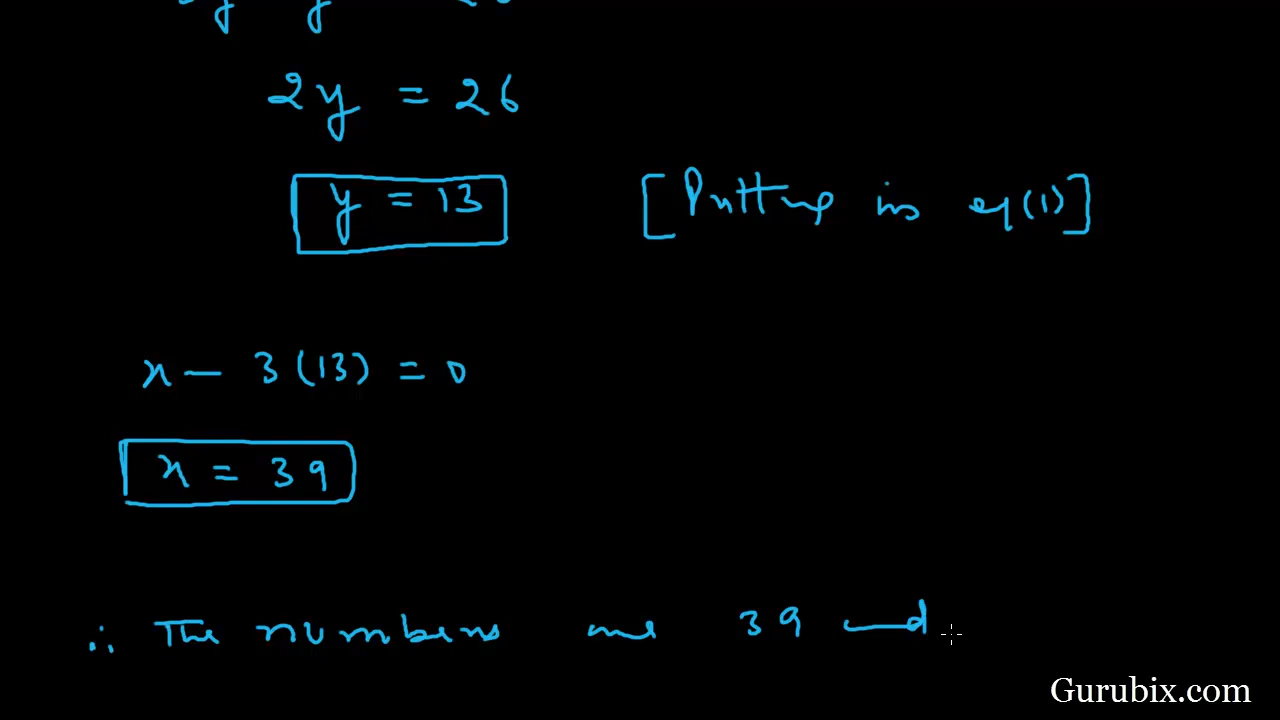 2y = 26
y = 13 [Putting in eq(1)]
x - 3(13) = 0
x = 39
∴ The numbers are 39 and
Gurubix.com